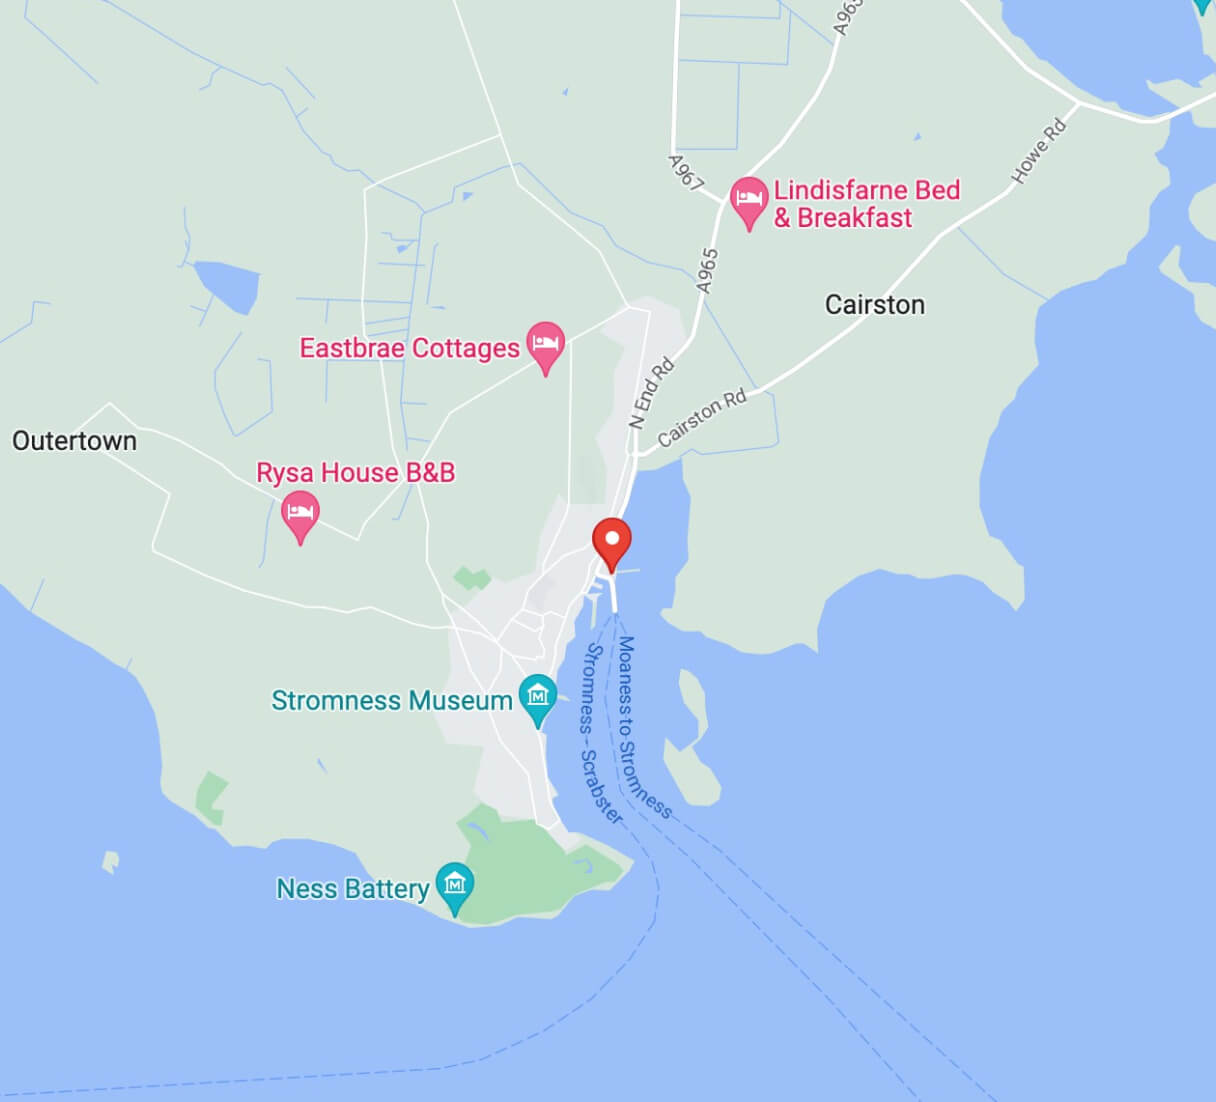 A965
A967
Howe Rd
Lindisfarne Bed
& Breakfast
A965
Cairston
Eastbrae Cottages
N End Rd
Cairston Rd
Outertown
Rysa House B&B
Stromness Museum
Stromness - Scrabster
Moaness to Stromness
Ness Battery